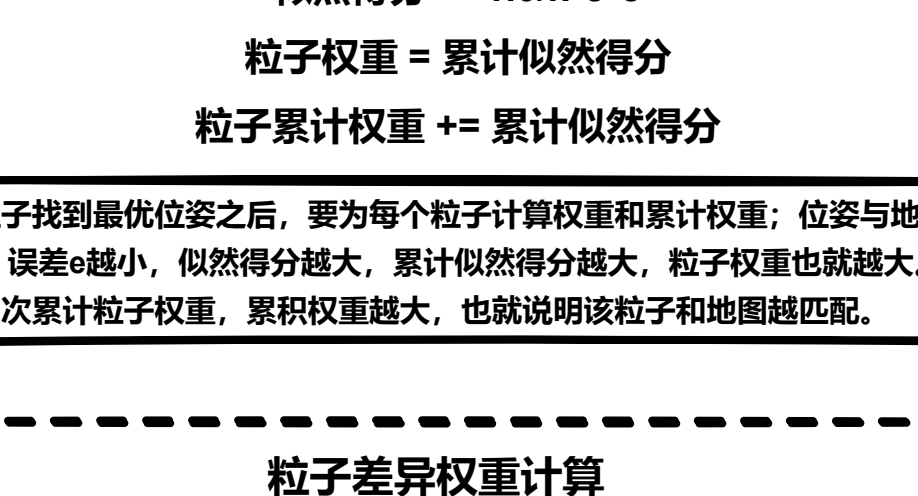 粒子权重 = 累计似然得分
粒子累计权重 += 累计似然得分
子找到最优位姿之后，要为每个粒子计算权重和累计权重；位姿与地
误差e越小，似然得分越大，累计似然得分越大，粒子权重也就越大
次累计粒子权重，累积权重越大，也就说明该粒子和地图越匹配。
粒子差异权重计算